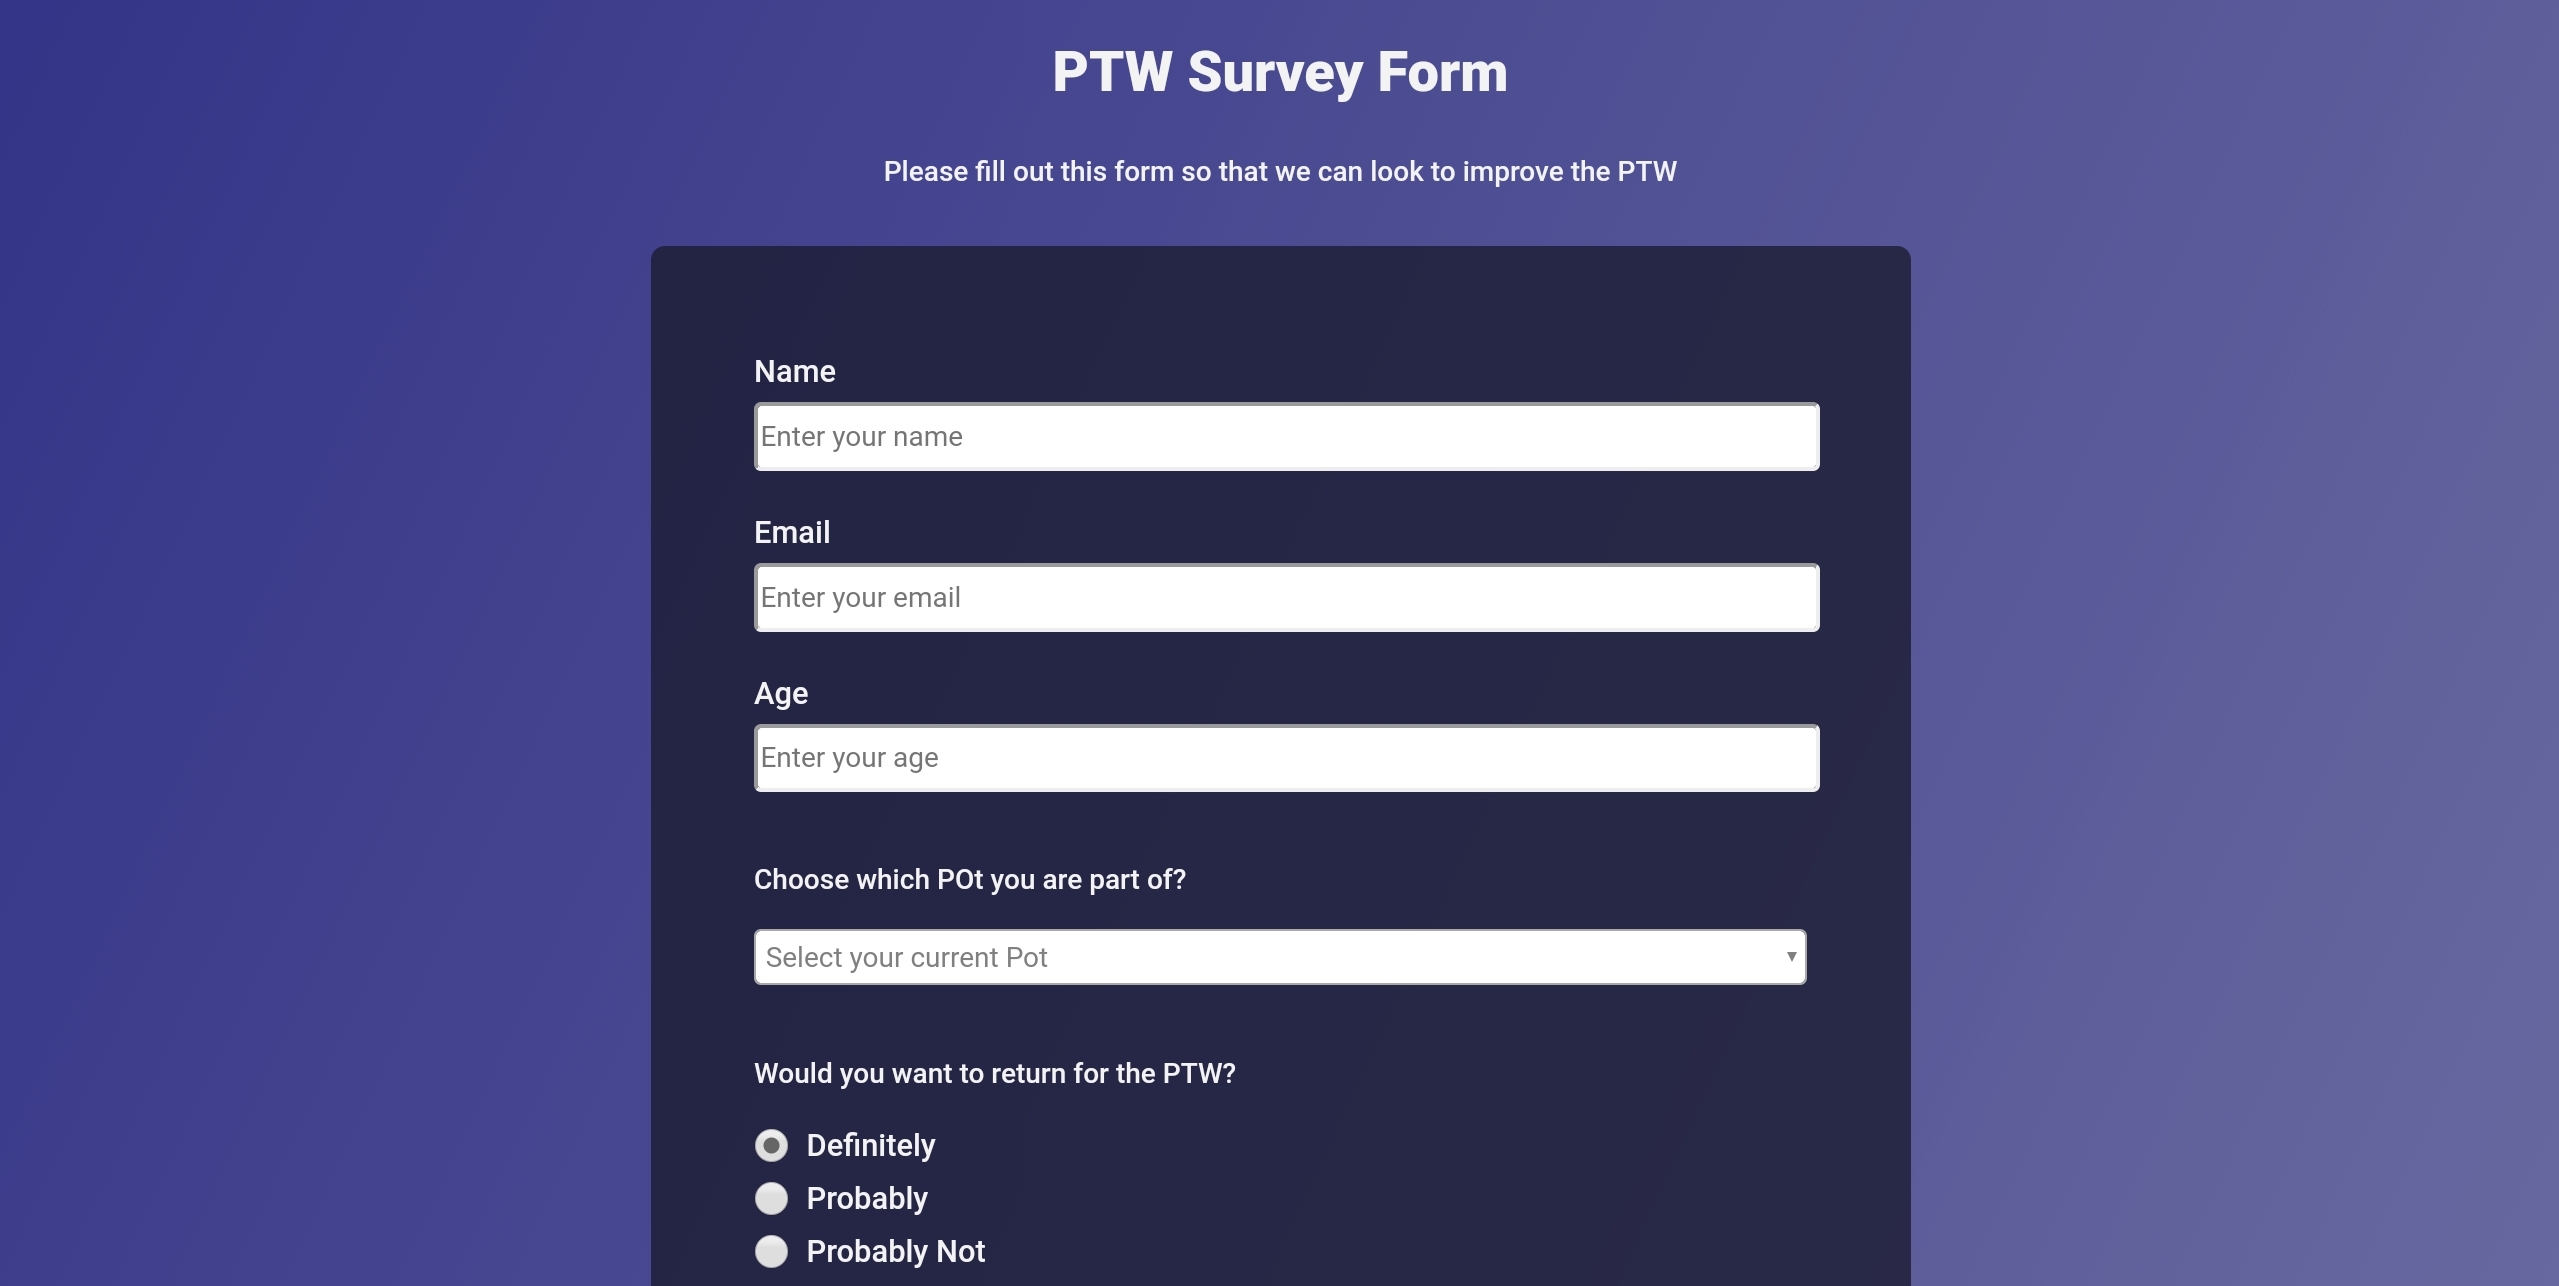 PTW Survey Form
Please fill out this form so that we can look to improve the PTW
Name
Enter your name
Email
Enter your email
Age
Enter your age
Choose which POt you are part of?
Select your current Pot
Would you want to return for the PTW?
Definitely
Probably
Probably Not